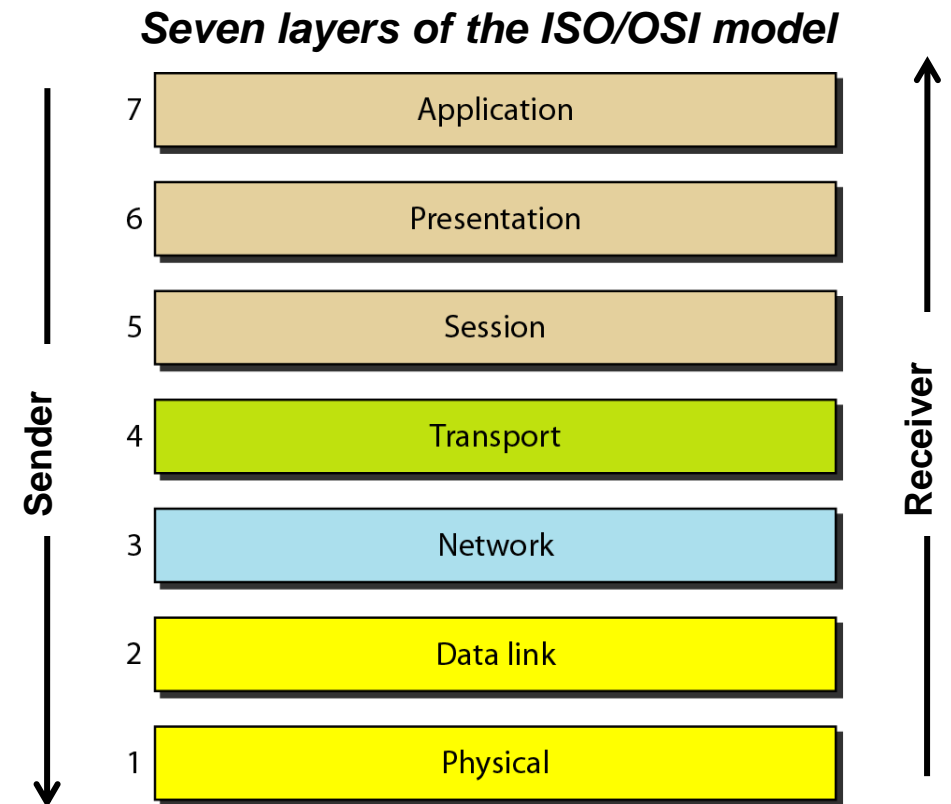 Seven layers of the ISO/OSI model
7 Application
6 Presentation
5 Session
4 Transport
3 Network
2 Data link
1 Physical
Sender
Receiver